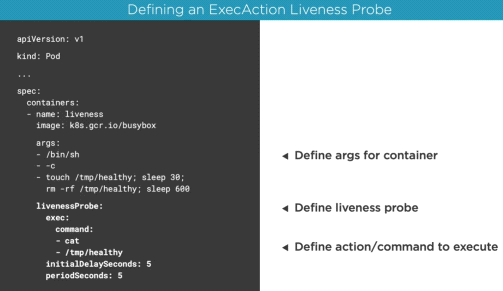 Defining an ExecAction Liveness Probe
apiVersion: v1
kind: Pod
...
spec:
  containers:
  - name: liveness
    image: k8s.gcr.io/busybox
    args:
    - /bin/sh
    - -c
    - touch /tmp/healthy; sleep 30;
      rm -rf /tmp/healthy; sleep 600
    livenessProbe:
      exec:
        command:
        - cat
        - /tmp/healthy
      initialDelaySeconds: 5
      periodSeconds: 5
◄ Define args for container
◄ Define liveness probe
◄ Define action/command to execute